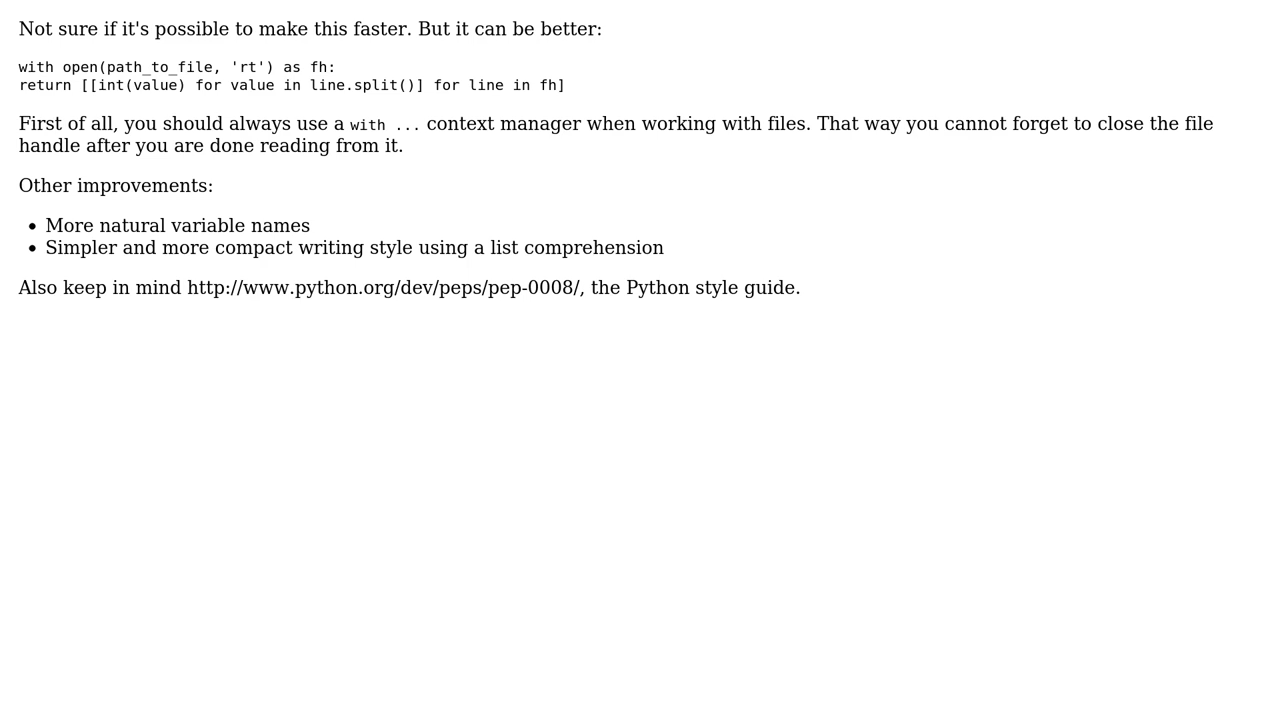 Not sure if it's possible to make this faster. But it can be better:
with open(path_to_file, 'rt') as fh:
return [[int(value) for value in line.split()] for line in fh]
First of all, you should always use a with ... context manager when working with files. That way you cannot forget to close the file
handle after you are done reading from it.
Other improvements:
• More natural variable names
• Simpler and more compact writing style using a list comprehension
Also keep in mind http://www.python.org/dev/peps/pep-0008/, the Python style guide.